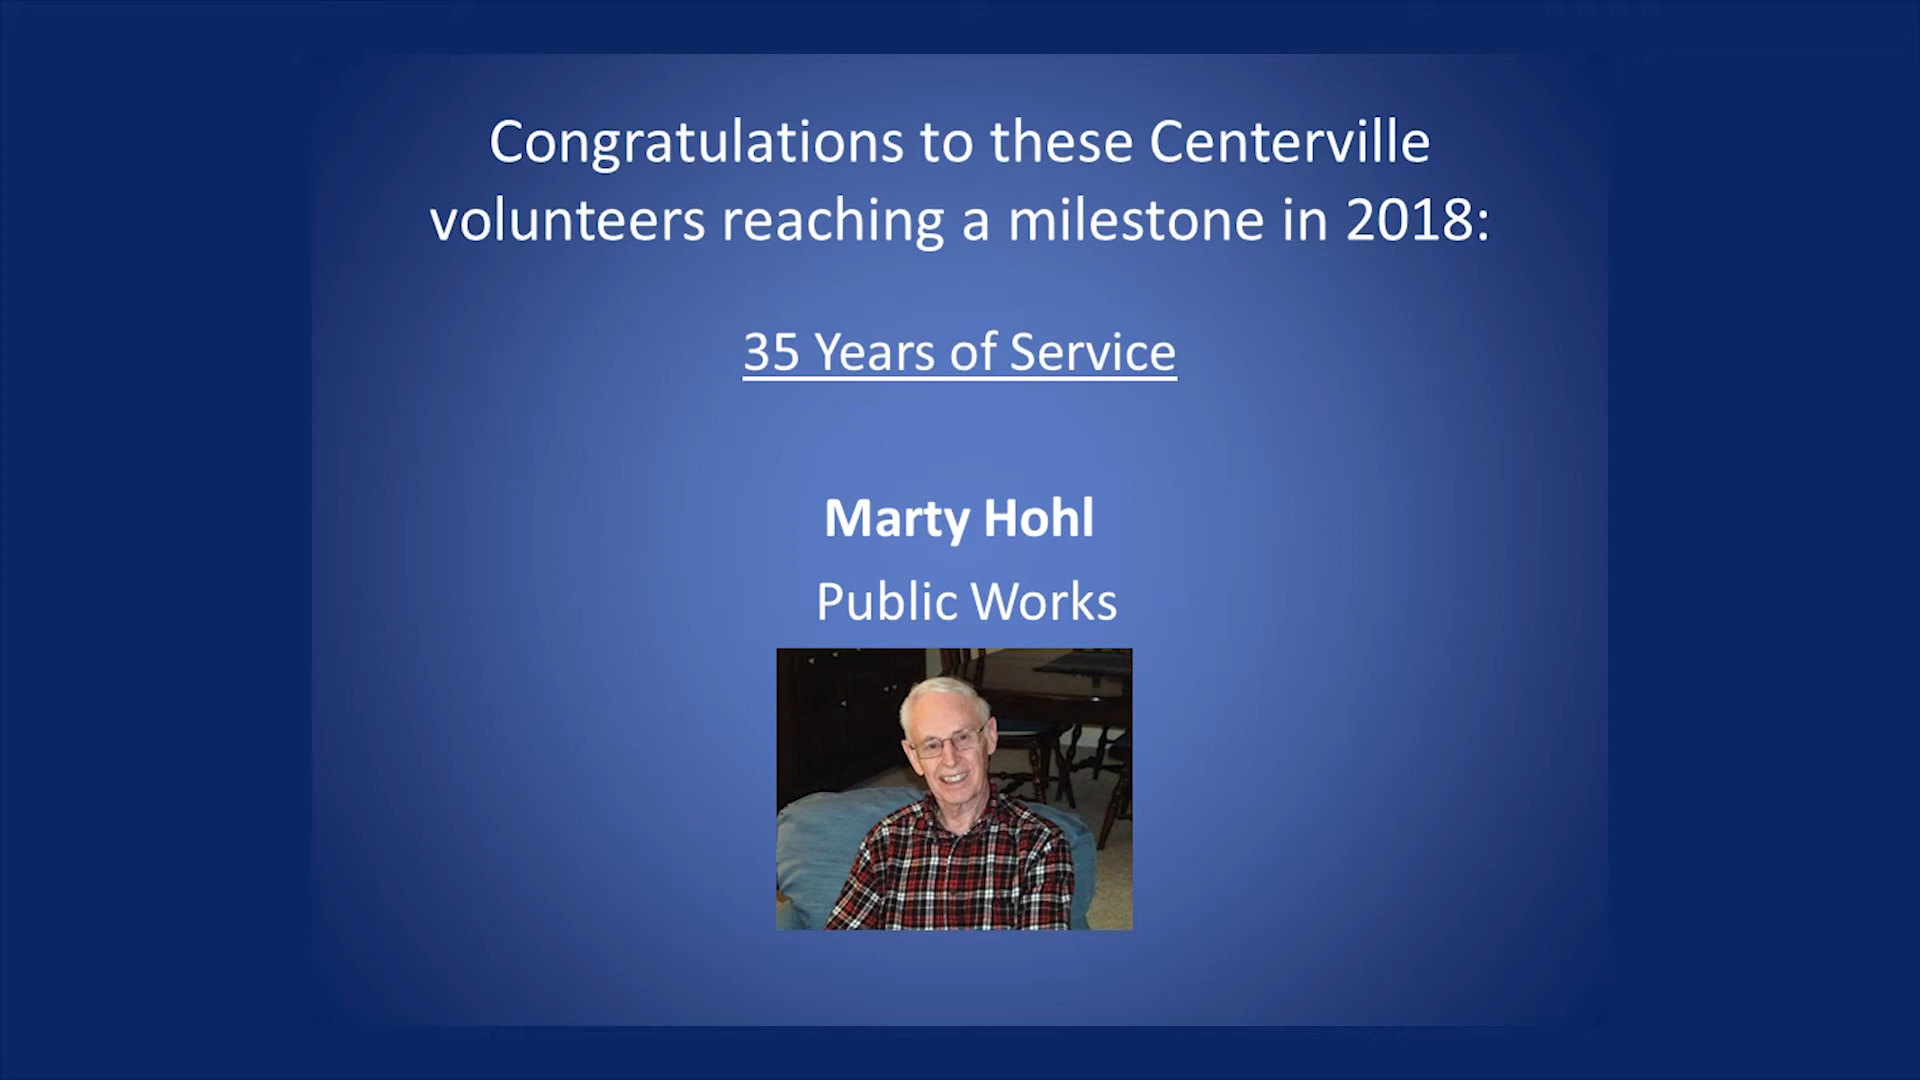 Congratulations to these Centerville
volunteers reaching a milestone in 2018:
35 Years of Service
Marty Hohl
Public Works